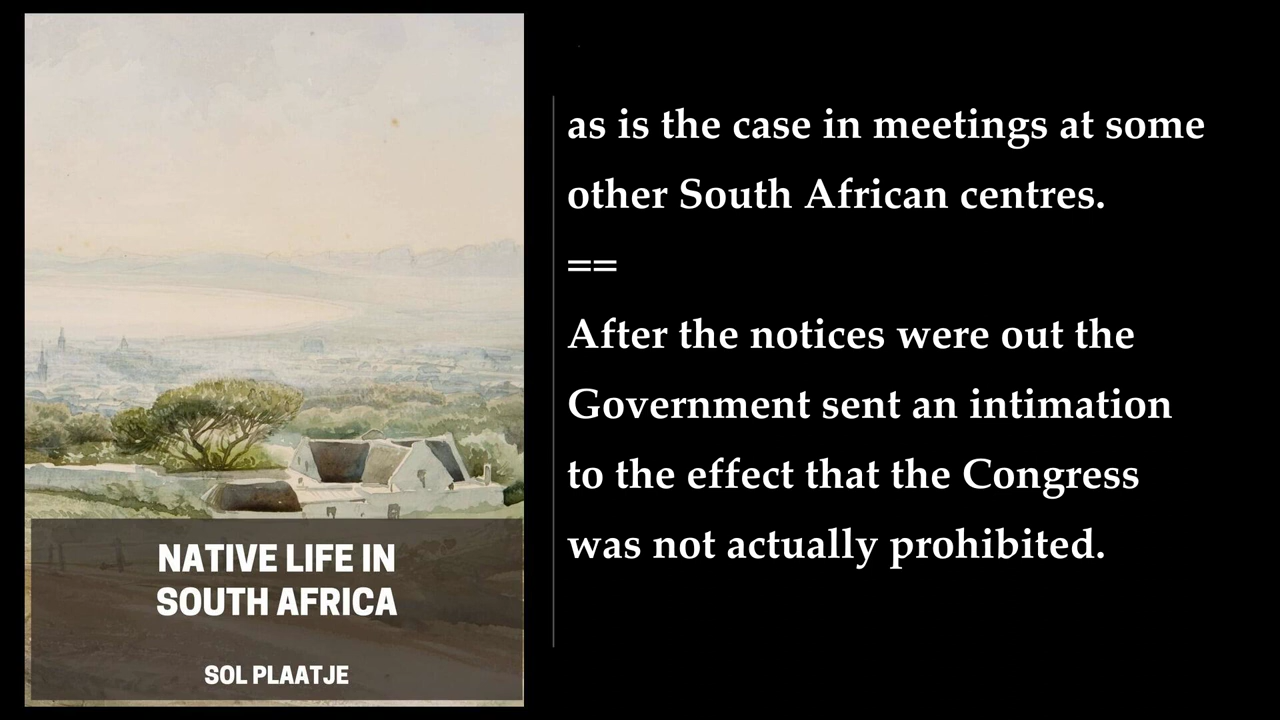 NATIVE LIFE IN
SOUTH AFRICA
SOL PLAATJE
as is the case in meetings at some
other South African centres.
==
After the notices were out the
Government sent an intimation
to the effect that the Congress
was not actually prohibited.